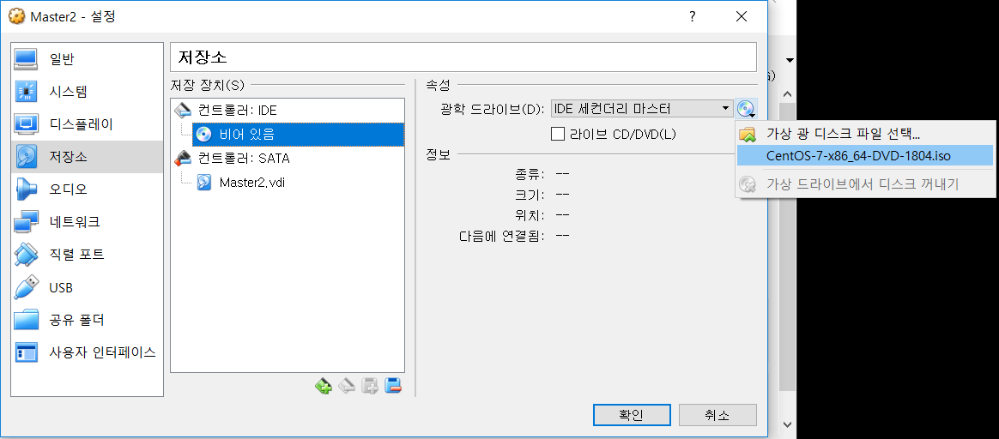 Master2 - 설정
?
일반
시스템
디스플레이
저장소
오디오
네트워크
직렬 포트
USB
공유 폴더
사용자 인터페이스
저장소
저장 장치(S)
컨트롤러: IDE
비어 있음
컨트롤러: SATA
Master2.vdi
속성
광학 드라이브(D): IDE 세컨더리 마스터
라이브 CD/DVD(L)
정보
종류: --
크기: --
위치: --
다음에 연결됨: --
가상 광 디스크 파일 선택...
CentOS-7-x86_64-DVD-1804.iso
가상 드라이브에서 디스크 꺼내기
확인
취소